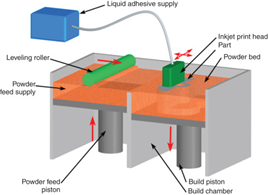 Liquid adhesive supply
Leveling roller
Inkjet print head
Part
Powder bed
Powder
feed supply
Powder feed
piston
Build piston
Build chamber